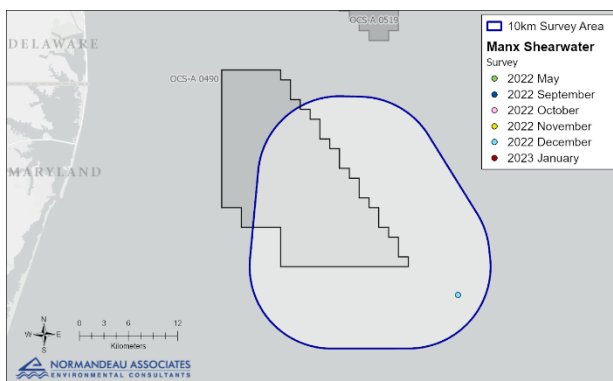 DELAWARE
MARYLAND
OCS-A 0519
OCS-A 0490
10km Survey Area
Manx Shearwater
Survey
2022 May
2022 September
2022 October
2022 November
2022 December
2023 January
N
W E
S
0 3 6 12
Kilometers
NORMANDEAU ASSOCIATES
ENVIRONMENTAL CONSULTANTS